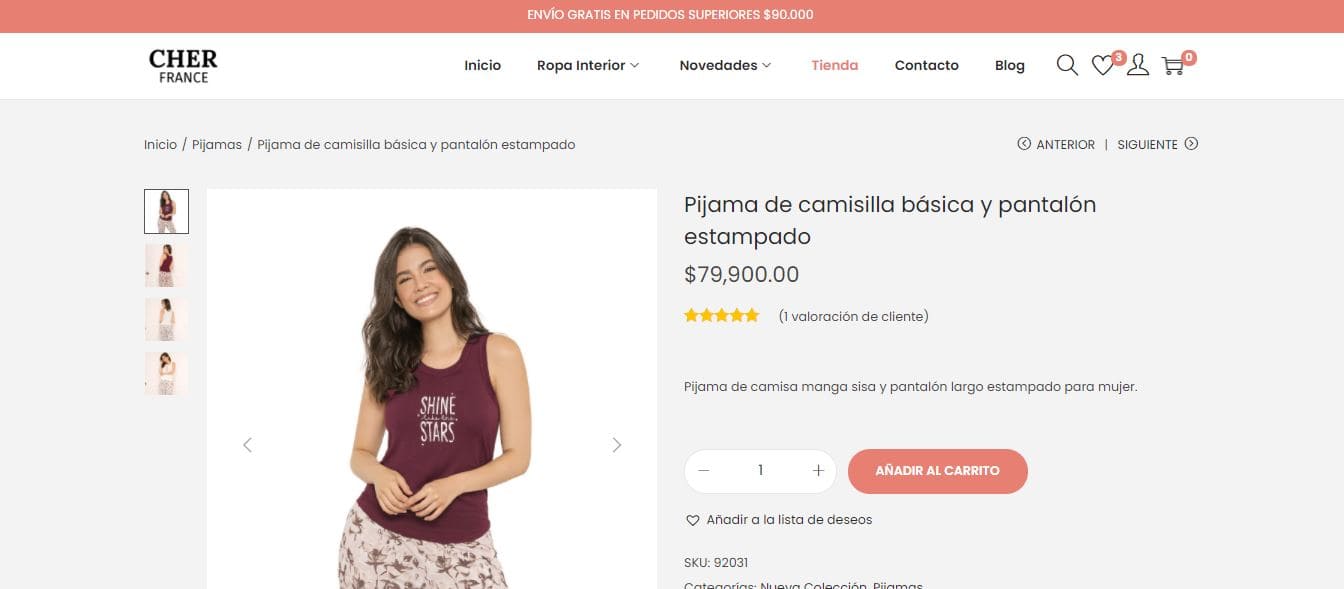 ENVÍO GRATIS EN PEDIDOS SUPERIORES $90.000
CHER
FRANCE
Inicio Ropa Interior Novedades Tienda Contacto Blog 3 0
Inicio / Pijamas / Pijama de camisilla básica y pantalón estampado
ANTERIOR | SIGUIENTE
Pijama de camisilla básica y pantalón
estampado
$79,900.00
(1 valoración de cliente)
Pijama de camisa manga sisa y pantalón largo estampado para mujer.
SHINE
like the
STARS
1
AÑADIR AL CARRITO
Añadir a la lista de deseos
SKU: 92031
Categorías: Nueva Colección, Pijamas